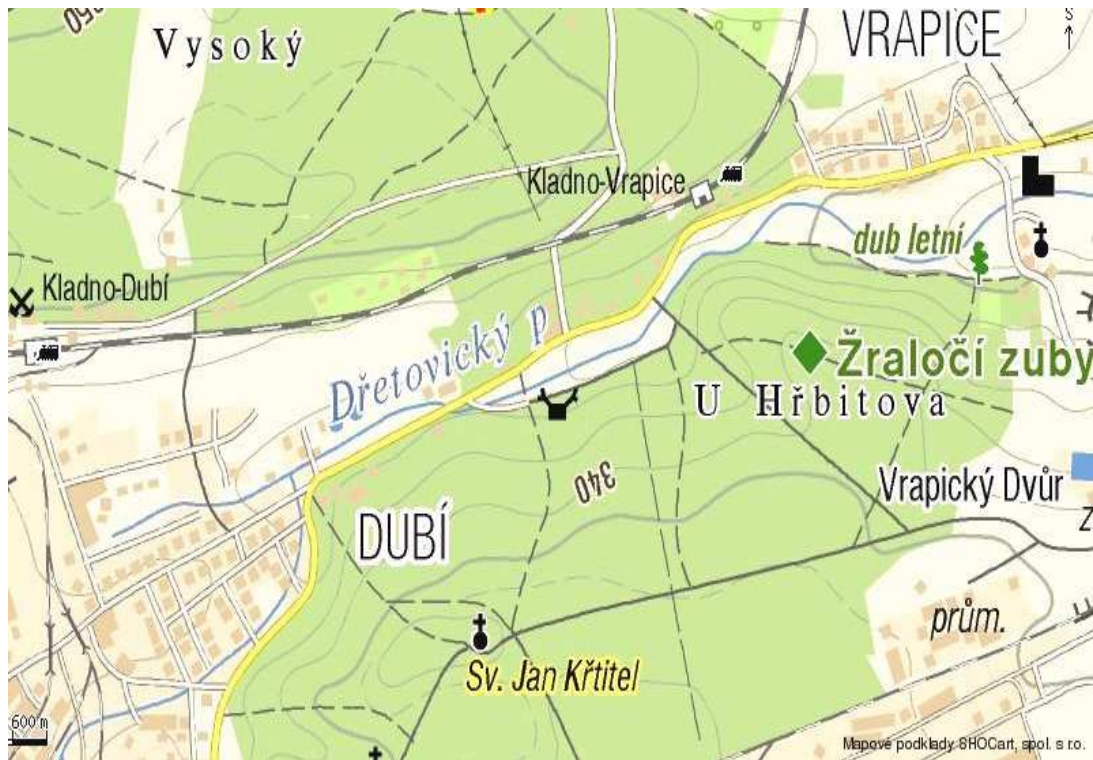 350
Vysoký
VRAPICE
S
Kladno-Vrapice
dub letní
Kladno-Dubí
Dřetovický p
Žraločí zuby
U Hřbitova
340
Vrapický Dvůr
Z
DUBÍ
prům.
Sv. Jan Křtitel
600 m
Mapové podklady SHOCart, spol. s r.o.